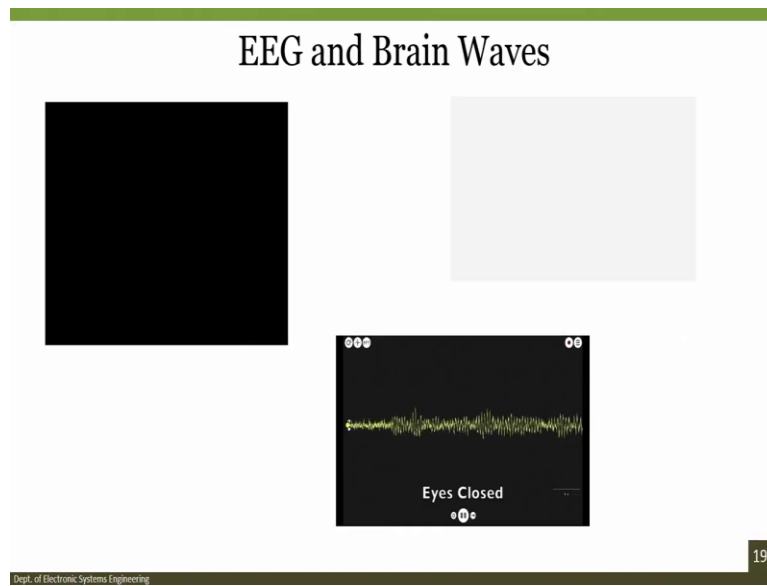 EEG and Brain Waves
Eyes Closed
19
Dept. of Electronic Systems Engineering